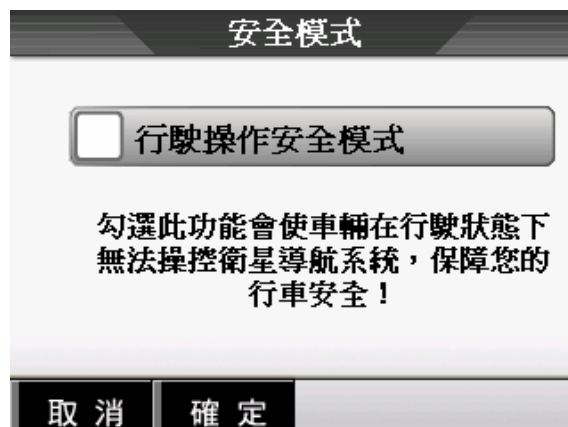 安全模式
行駛操作安全模式
勾選此功能會使車輛在行駛狀態下
無法操控衛星導航系統，保障您的
行車安全！
取消 確定